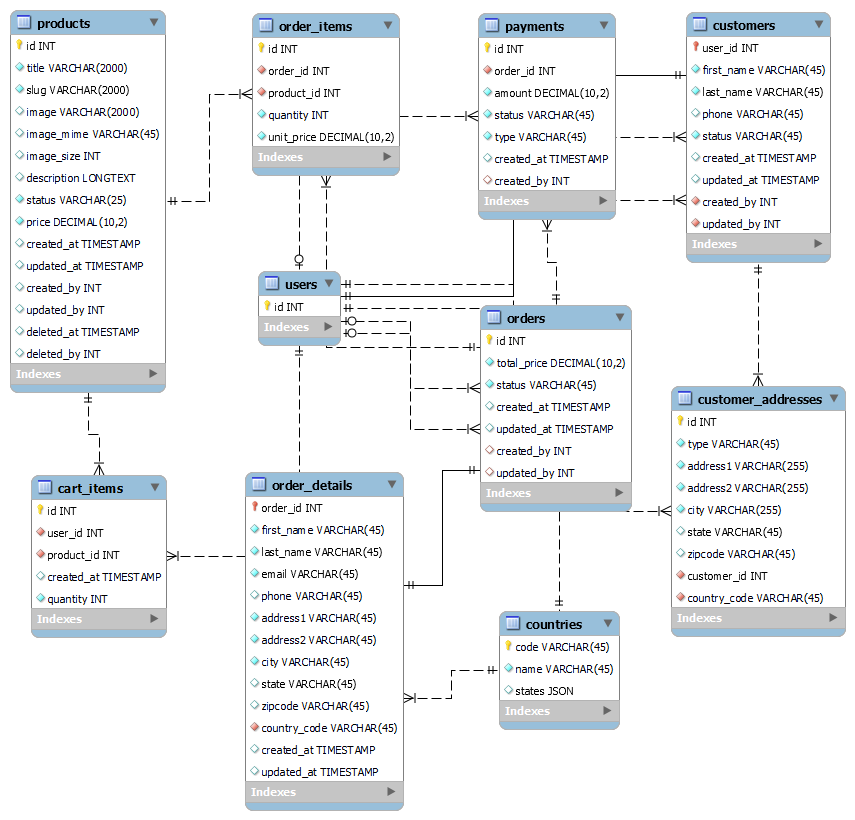 products
id INT
title VARCHAR(2000)
slug VARCHAR(2000)
image VARCHAR(2000)
image_mime VARCHAR(45)
image_size INT
description LONGTEXT
status VARCHAR(25)
price DECIMAL(10,2)
created_at TIMESTAMP
updated_at TIMESTAMP
created_by INT
updated_by INT
deleted_at TIMESTAMP
deleted_by INT
Indexes
order_items
id INT
order_id INT
product_id INT
quantity INT
unit_price DECIMAL(10,2)
Indexes
payments
id INT
order_id INT
amount DECIMAL(10,2)
status VARCHAR(45)
type VARCHAR(45)
created_at TIMESTAMP
created_by INT
Indexes
customers
user_id INT
first_name VARCHAR(45)
last_name VARCHAR(45)
phone VARCHAR(45)
status VARCHAR(45)
created_at TIMESTAMP
updated_at TIMESTAMP
created_by INT
updated_by INT
Indexes
users
id INT
Indexes
orders
id INT
total_price DECIMAL(10,2)
status VARCHAR(45)
created_at TIMESTAMP
updated_at TIMESTAMP
created_by INT
updated_by INT
Indexes
customer_addresses
id INT
type VARCHAR(45)
address1 VARCHAR(255)
address2 VARCHAR(255)
city VARCHAR(255)
state VARCHAR(45)
zipcode VARCHAR(45)
customer_id INT
country_code VARCHAR(45)
Indexes
cart_items
id INT
user_id INT
product_id INT
created_at TIMESTAMP
quantity INT
Indexes
order_details
order_id INT
first_name VARCHAR(45)
last_name VARCHAR(45)
email VARCHAR(45)
phone VARCHAR(45)
address1 VARCHAR(45)
address2 VARCHAR(45)
city VARCHAR(45)
state VARCHAR(45)
zipcode VARCHAR(45)
country_code VARCHAR(45)
created_at TIMESTAMP
updated_at TIMESTAMP
Indexes
countries
code VARCHAR(45)
name VARCHAR(45)
states JSON
Indexes